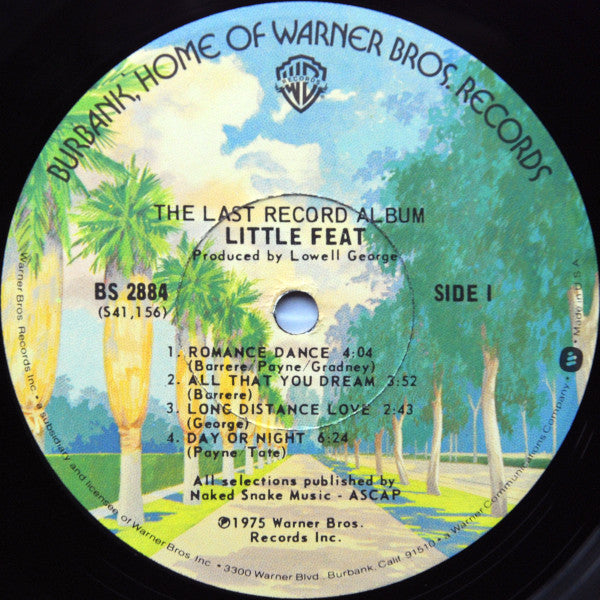 BURBANK, HOME OF WARNER BROS. RECORDS
W B
RECORDS
THE LAST RECORD ALBUM
LITTLE FEAT
Produced by Lowell George
BS 2884
(S41,156)
SIDE 1
1. ROMANCE DANCE 4:04
(Barrere/Payne/Gradney)
2. ALL THAT YOU DREAM 3:52
(Barrere)
3. LONG DISTANCE LOVE 2:43
(George)
4. DAY OR NIGHT 6:24
(Payne/Tate)
All selections published by
Naked Snake Music - ASCAP
℗1975 Warner Bros.
Records Inc.
Warner Bros. Records Inc. • a subsidiary and licensee of Warner Bros. Inc. • 3300 Warner Blvd., Burbank, Calif. 91510 • a Warner Communications Company •
Made in U.S.A.